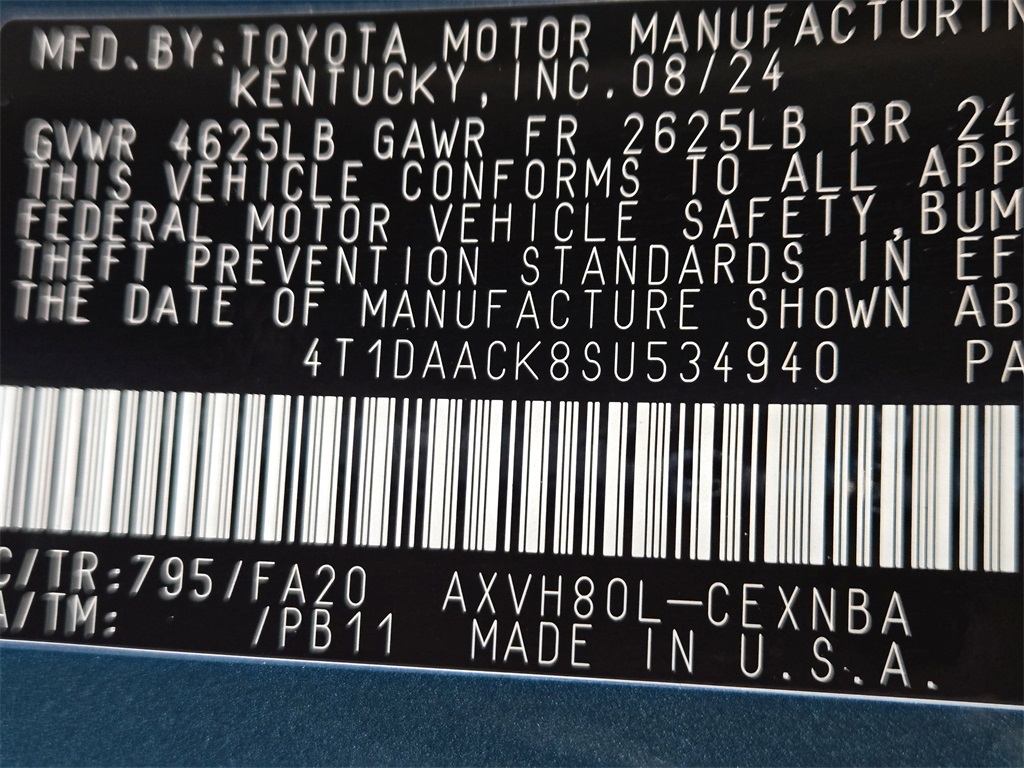 MFD.BY:TOYOTA MOTOR MANUFACTURIN
KENTUCKY, INC.08/24
GVWR 4625LB GAWR FR 2625LB RR 24
THIS VEHICLE CONFORMS TO ALL APP
FEDERAL MOTOR VEHICLE SAFETY,BUM
THEFT PREVENTION STANDARDS IN EF
THE DATE OF MANUFACTURE SHOWN AB
4T1DAACK8SU534940 PA
C/TR:795/FA20 AXVH80L-CEXNBA
A/TM: /PB11 MADE IN U.S.A.